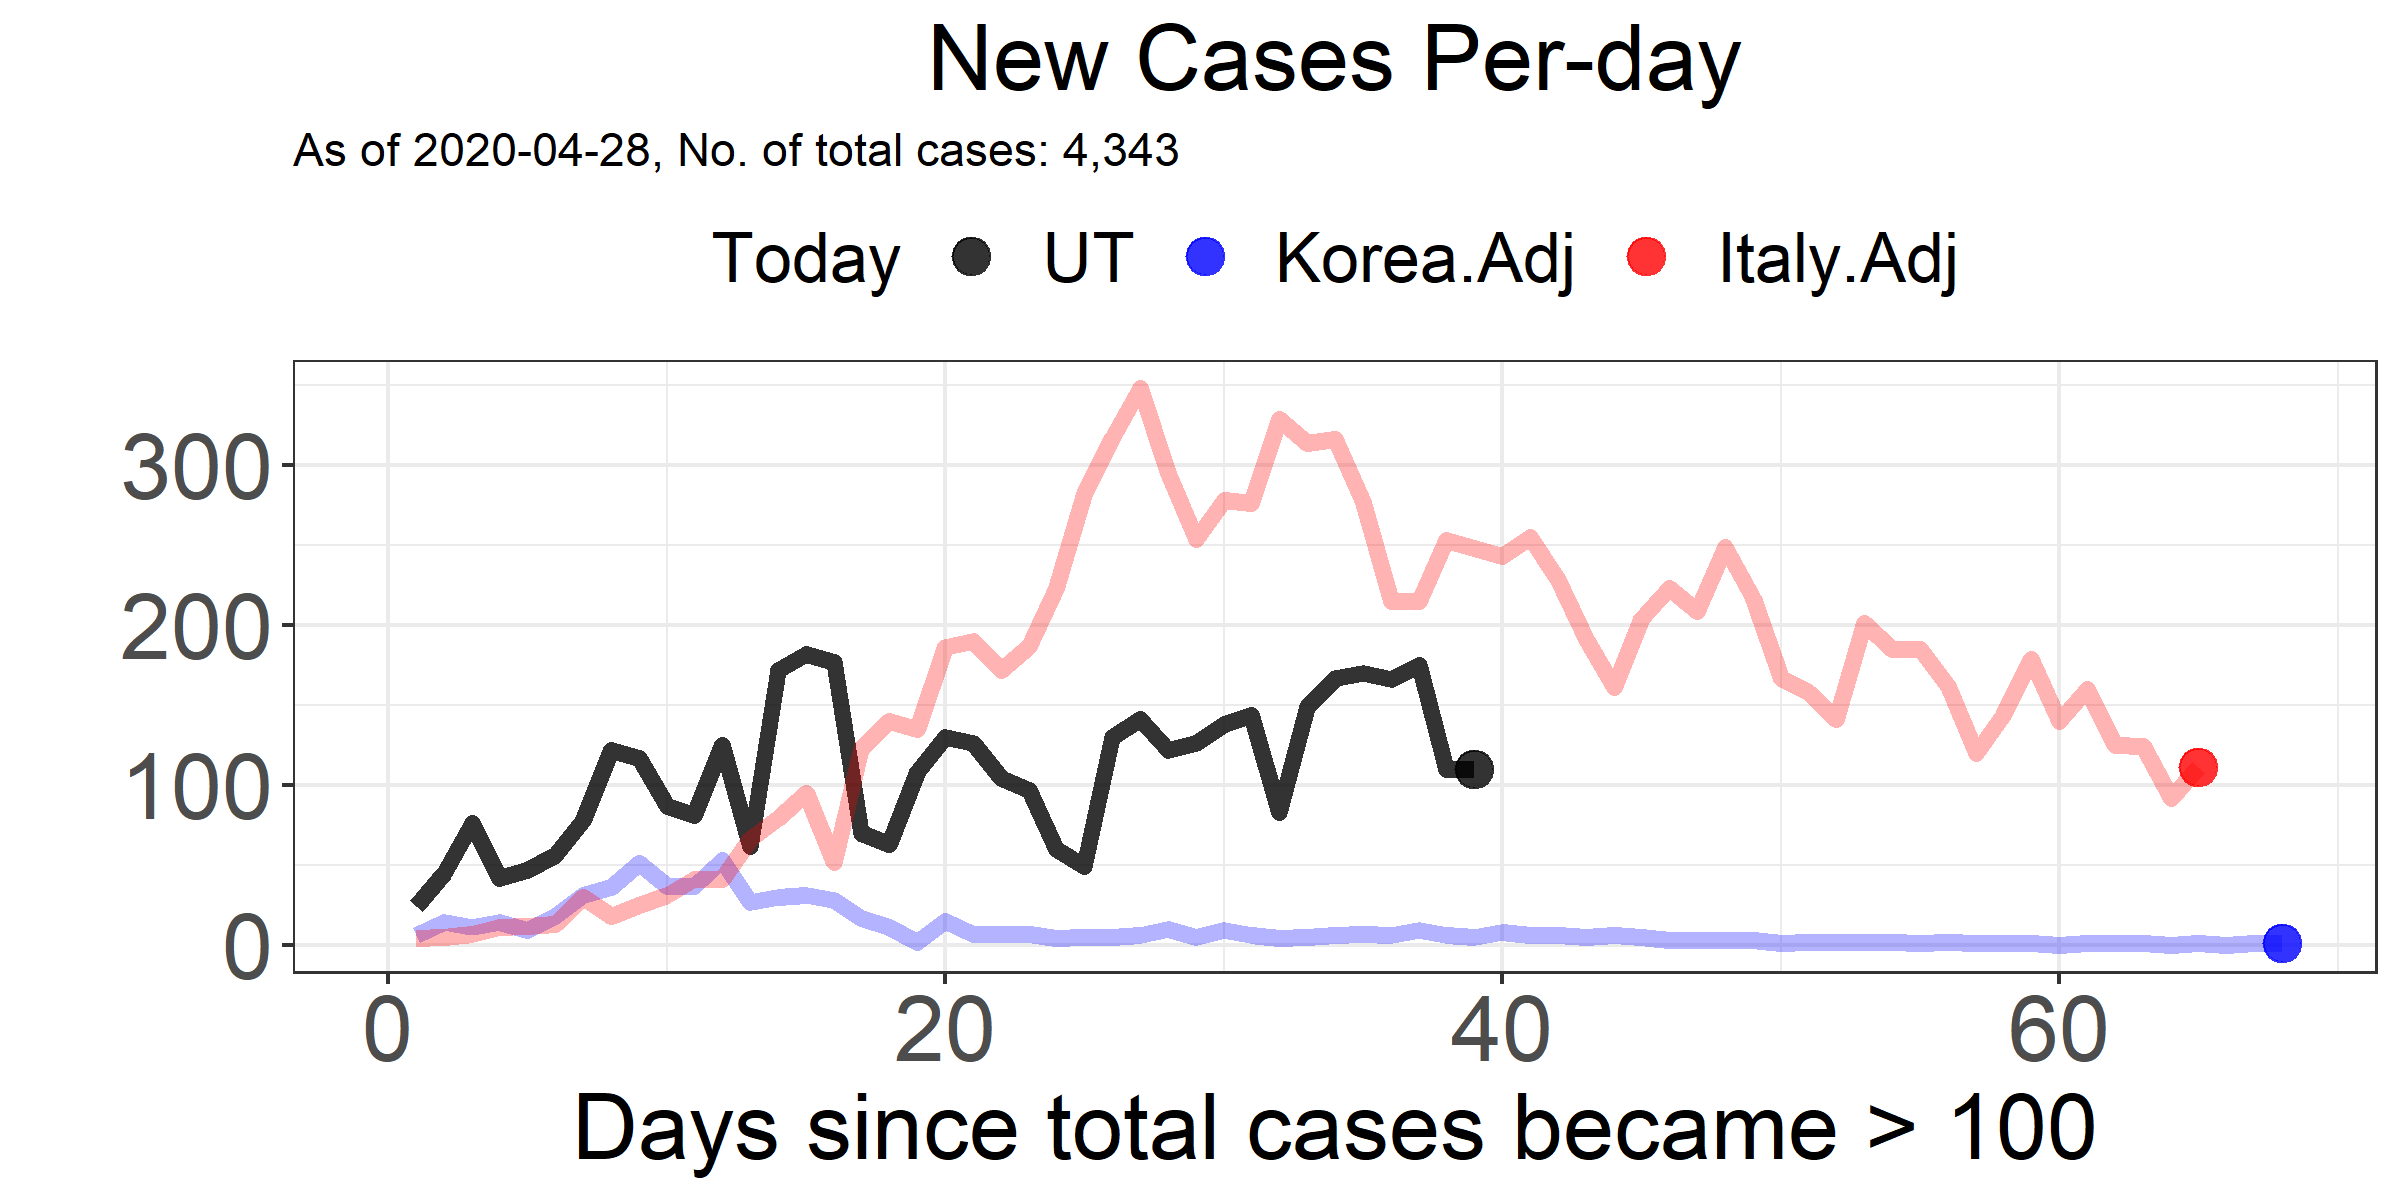 New Cases Per-day
As of 2020-04-28, No. of total cases: 4,343
Today UT Korea.Adj Italy.Adj
300
200
100
0
0 20 40 60
Days since total cases became > 100